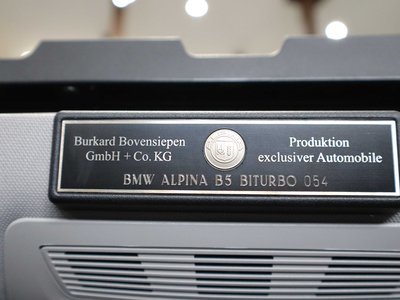 Burkard Bovensiepen
GmbH + Co. KG
Produktion
exclusiver Automobile
BMW ALPINA B5 BITURBO 054